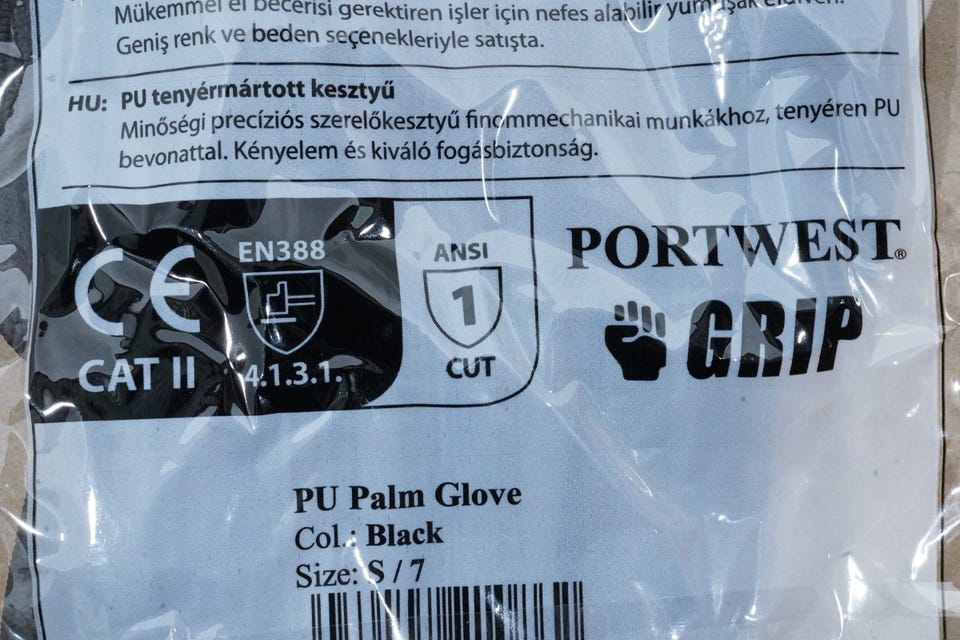 Mükemmel el becerisi gerektiren işler için nefes alabilir yumuşak eldiven.
Geniş renk ve beden seçenekleriyle satışta.
HU: PU tenyérmártott kesztyű
Minőségi precíziós szerelőkesztyű finommechanikai munkákhoz, tenyéren PU
bevonattal. Kényelem és kiváló fogásbiztonság.
CE
CAT II
EN388
4.1.3.1.
ANSI
1
CUT
PORTWEST®
GRIP
PU Palm Glove
Col.: Black
Size: S / 7